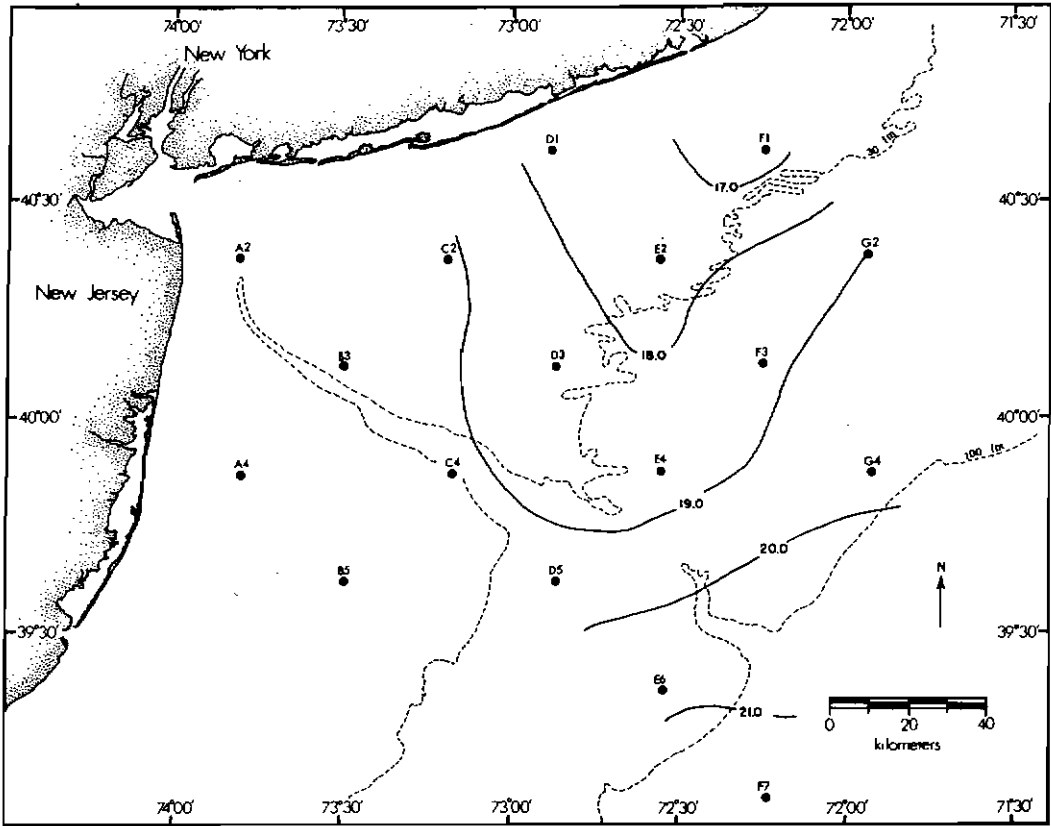 74°00' 73°30' 73°00' 72°30' 72°00' 71°30'
New York
D1 F1
30 fm
17.0
40°30' 40°30'
A2 C2 E2 G2
New Jersey
B3 D3 18.0 F3
40°00' 40°00'
100 fm
A4 C4 E4 G4
19.0
20.0
B5 D5 N
39°30' 39°30'
E6
21.0
0 20 40
kilometers
F7
74°00' 73°30' 73°00' 72°30' 72°00' 71°30'